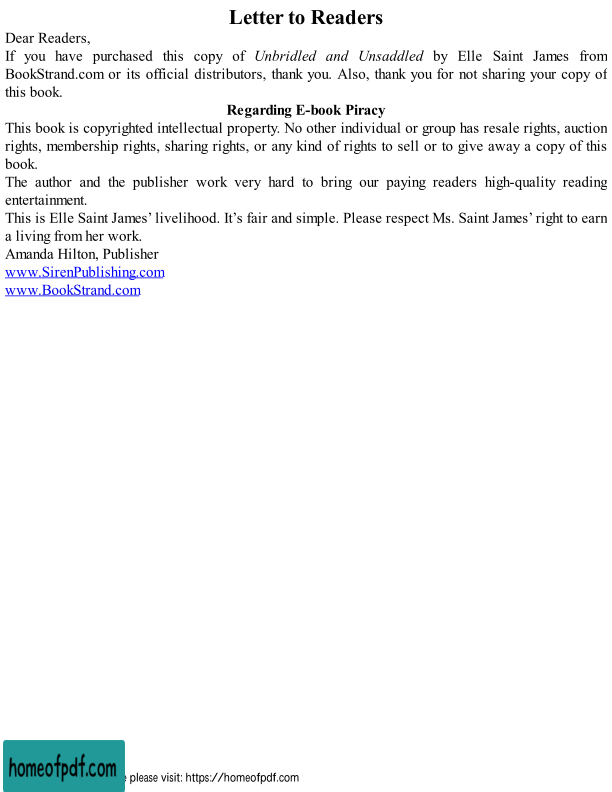 Letter to Readers
Dear Readers,
If you have purchased this copy of Unbridled and Unsaddled by Elle Saint James from
BookStrand.com or its official distributors, thank you. Also, thank you for not sharing your copy of
this book.
Regarding E-book Piracy
This book is copyrighted intellectual property. No other individual or group has resale rights, auction
rights, membership rights, sharing rights, or any kind of rights to sell or to give away a copy of this
book.
The author and the publisher work very hard to bring our paying readers high-quality reading
entertainment.
This is Elle Saint James’ livelihood. It’s fair and simple. Please respect Ms. Saint James’ right to earn
a living from her work.
Amanda Hilton, Publisher
www.SirenPublishing.com
www.BookStrand.com
homeofpdf.com
please visit: https://homeofpdf.com